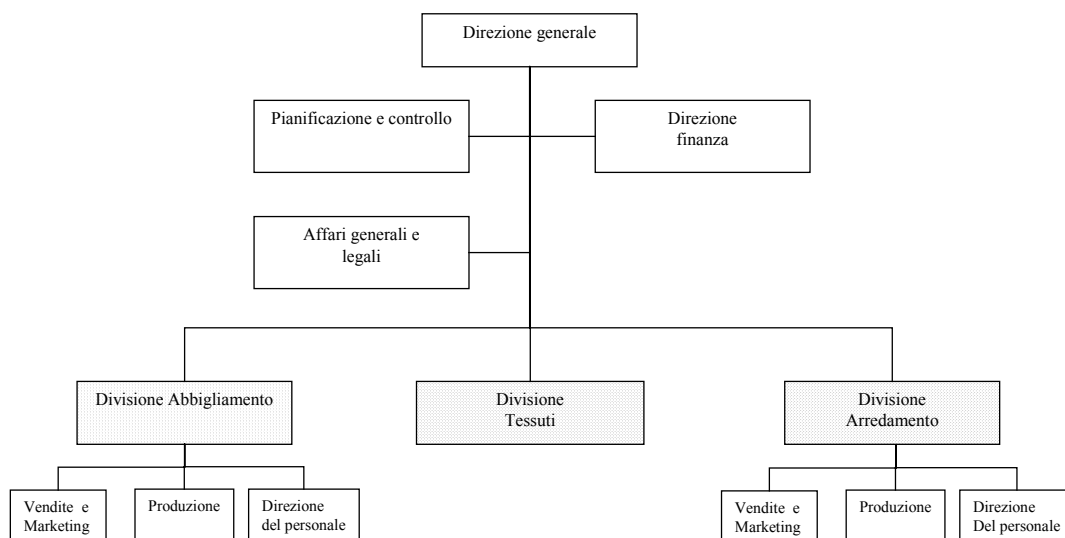 Direzione generale
Pianificazione e controllo
Direzione
finanza
Affari generali e
legali
Divisione Abbigliamento
Divisione
Tessuti
Divisione
Arredamento
Vendite e
Marketing
Produzione
Direzione
del personale
Vendite e
Marketing
Produzione
Direzione
Del personale